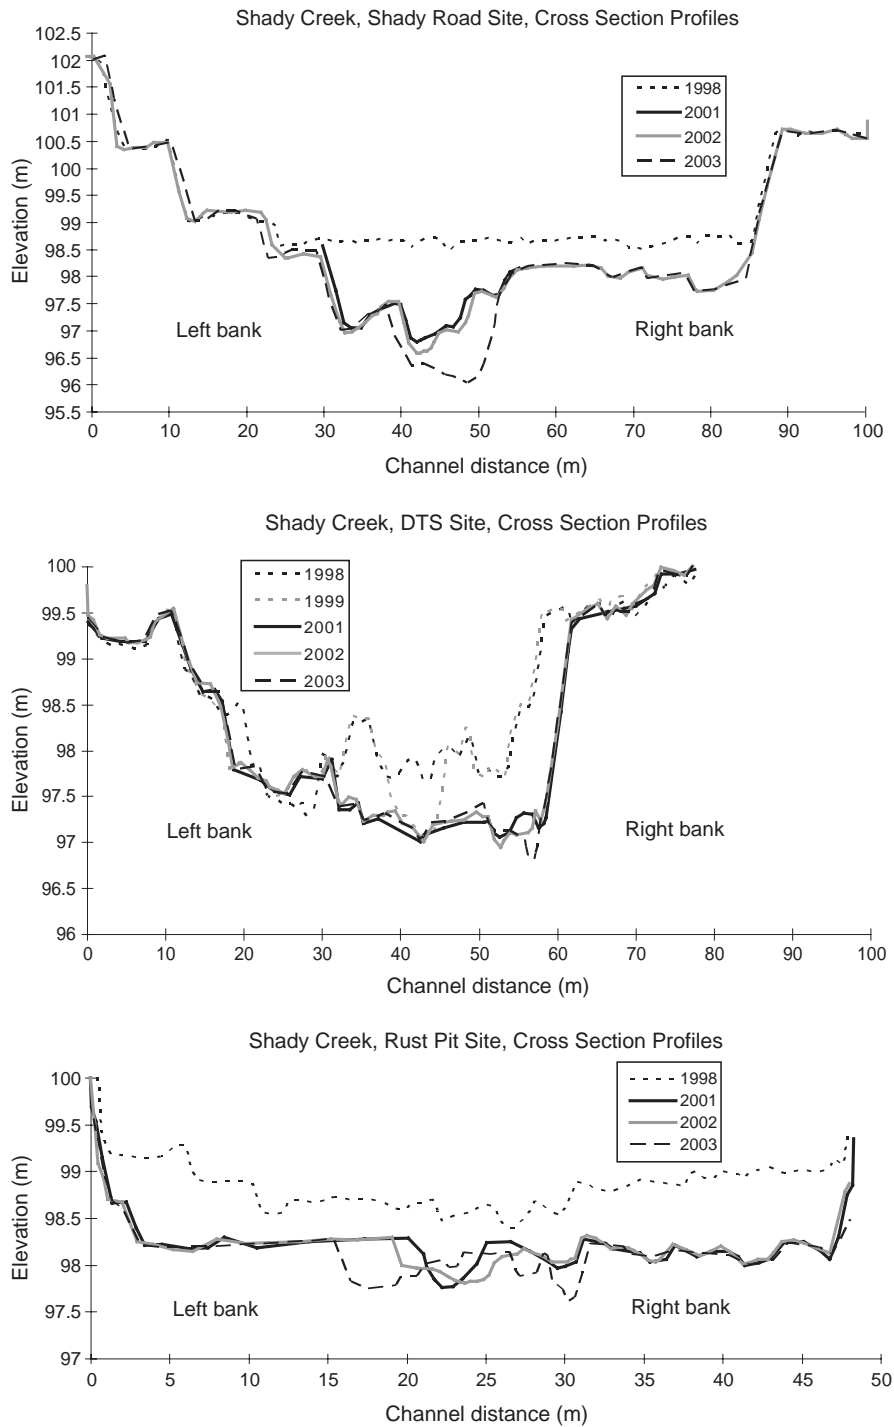 Shady Creek, Shady Road Site, Cross Section Profiles
102.5
102
101.5
101
100.5
100
99.5
99
98.5
98
97.5
97
96.5
96
95.5
Elevation (m)
1998
2001
2002
2003
Left bank
Right bank
0 10 20 30 40 50 60 70 80 90 100
Channel distance (m)
Shady Creek, DTS Site, Cross Section Profiles
100
99.5
99
98.5
98
97.5
97
96.5
96
Elevation (m)
1998
1999
2001
2002
2003
Left bank
Right bank
0 10 20 30 40 50 60 70 80 90 100
Channel distance (m)
Shady Creek, Rust Pit Site, Cross Section Profiles
100
99.5
99
98.5
98
97.5
97
Elevation (m)
1998
2001
2002
2003
Left bank
Right bank
0 5 10 15 20 25 30 35 40 45 50
Channel distance (m)